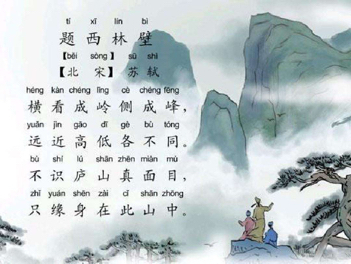 tí xī lín bì
题西林壁
【běi sòng】 sū shì
【北宋】苏轼
héng kàn chéng lǐng cè chéng fēng
横看成岭侧成峰，
yuǎn jìn gāo dī gè bù tóng
远近高低各不同。
bù shí lú shān zhēn miàn mù
不识庐山真面目，
zhǐ yuán shēn zài cǐ shān zhōng
只缘身在此山中。